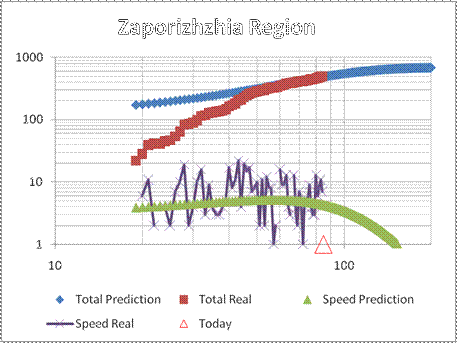 Zaporizhzhia Region
1000
100
10
1
10 100
Total Prediction Total Real Speed Prediction
Speed Real Today